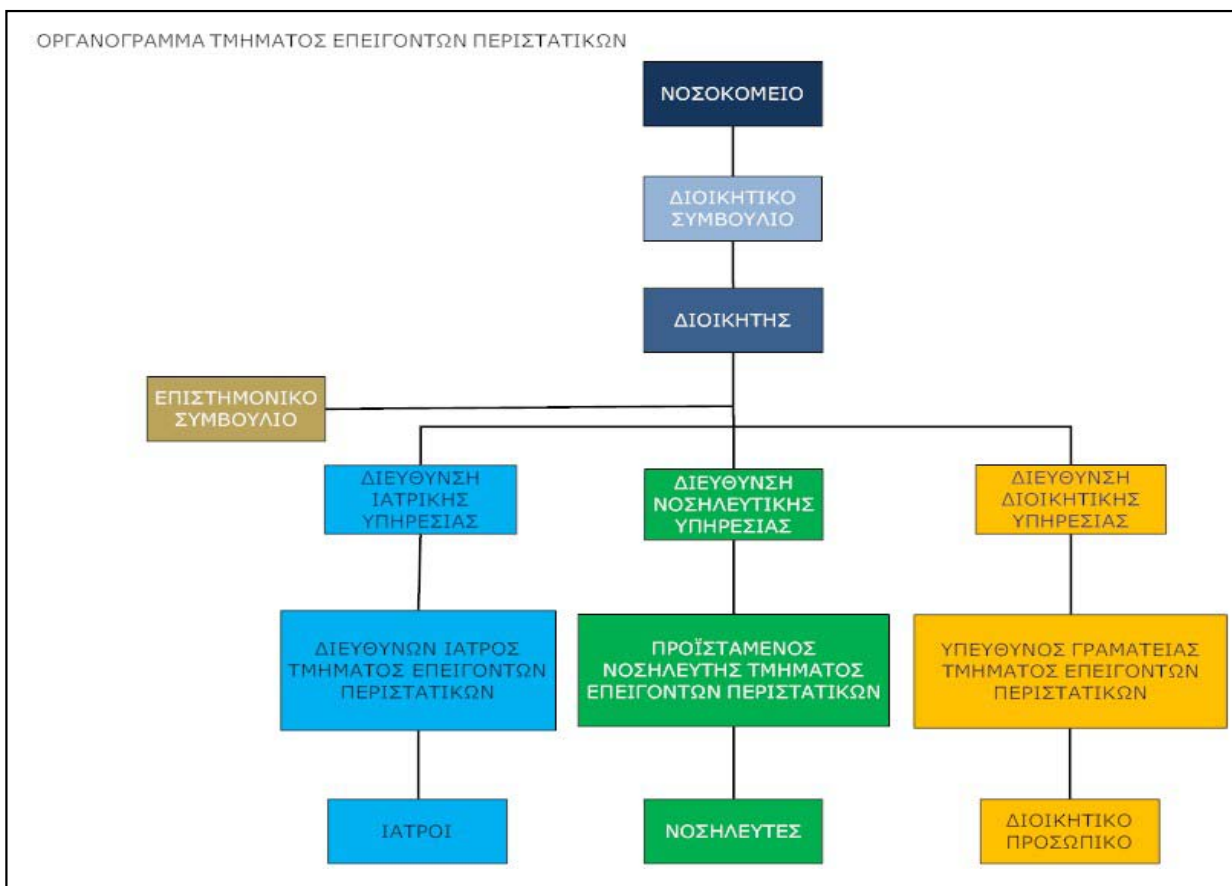 ΟΡΓΑΝΟΓΡΑΜΜΑ ΤΜΗΜΑΤΟΣ ΕΠΕΙΓΟΝΤΩΝ ΠΕΡΙΣΤΑΤΙΚΩΝ
ΝΟΣΟΚΟΜΕΙΟ
ΔΙΟΙΚΗΤΙΚΟ
ΣΥΜΒΟΥΛΙΟ
ΔΙΟΙΚΗΤΗΣ
ΕΠΙΣΤΗΜΟΝΙΚΟ
ΣΥΜΒΟΥΛΙΟ
ΔΙΕΥΘΥΝΣΗ
ΙΑΤΡΙΚΗΣ
ΥΠΗΡΕΣΙΑΣ
ΔΙΕΥΘΥΝΣΗ
ΝΟΣΗΛΕΥΤΙΚΗΣ
ΥΠΗΡΕΣΙΑΣ
ΔΙΕΥΘΥΝΣΗ
ΔΙΟΙΚΗΤΙΚΗΣ
ΥΠΗΡΕΣΙΑΣ
ΔΙΕΥΘΥΝΩΝ ΙΑΤΡΟΣ
ΤΜΗΜΑΤΟΣ ΕΠΕΙΓΟΝΤΩΝ
ΠΕΡΙΣΤΑΤΙΚΩΝ
ΠΡΟΪΣΤΑΜΕΝΟΣ
ΝΟΣΗΛΕΥΤΗΣ ΤΜΗΜΑΤΟΣ
ΕΠΕΙΓΟΝΤΩΝ ΠΕΡΙΣΤΑΤΙΚΩΝ
ΥΠΕΥΘΥΝΟΣ ΓΡΑΜΑΤΕΙΑΣ
ΤΜΗΜΑΤΟΣ ΕΠΕΙΓΟΝΤΩΝ
ΠΕΡΙΣΤΑΤΙΚΩΝ
ΙΑΤΡΟΙ
ΝΟΣΗΛΕΥΤΕΣ
ΔΙΟΙΚΗΤΙΚΟ
ΠΡΟΣΩΠΙΚΟ